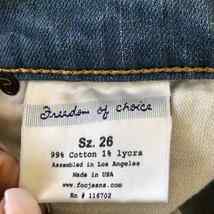 Freedom of Choice
Sz. 26
99% Cotton 1% lycra
Assembled in Los Angeles
Made in USA
www.focjeans.com
Rn # 116702